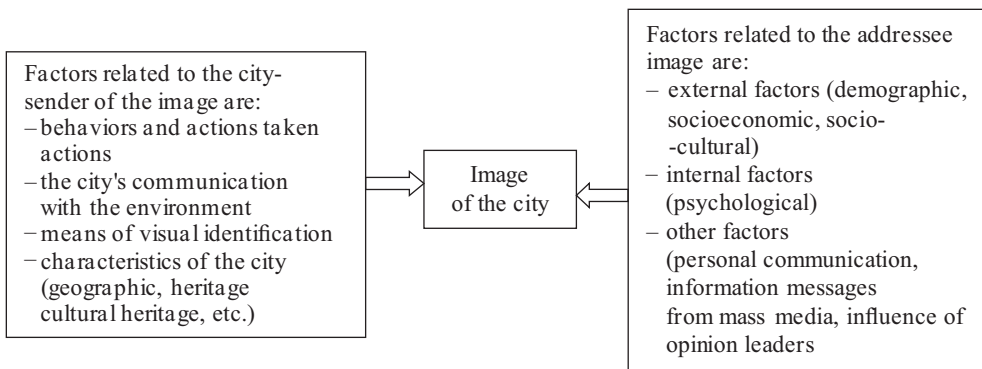 Factors related to the city-
sender of the image are:
– behaviors and actions taken
actions
– the city's communication
with the environment
– means of visual identification
– characteristics of the city
(geographic, heritage
cultural heritage, etc.)
Image
of the city
Factors related to the addressee
image are:
– external factors (demographic,
socioeconomic, socio-
-cultural)
– internal factors
(psychological)
– other factors
(personal communication,
information messages
from mass media, influence of
opinion leaders